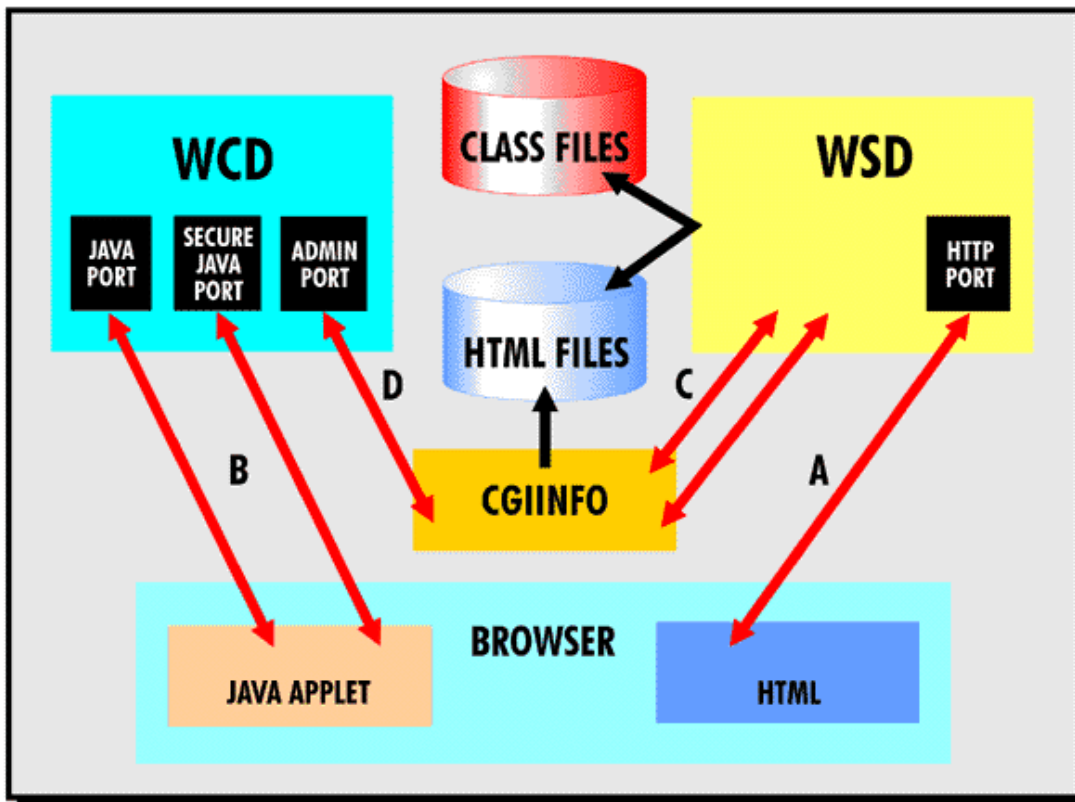 WCD
CLASS FILES
WSD
JAVA
PORT
SECURE
JAVA
PORT
ADMIN
PORT
HTTP
PORT
HTML FILES
D
C
B
A
CGIINFO
BROWSER
JAVA APPLET
HTML